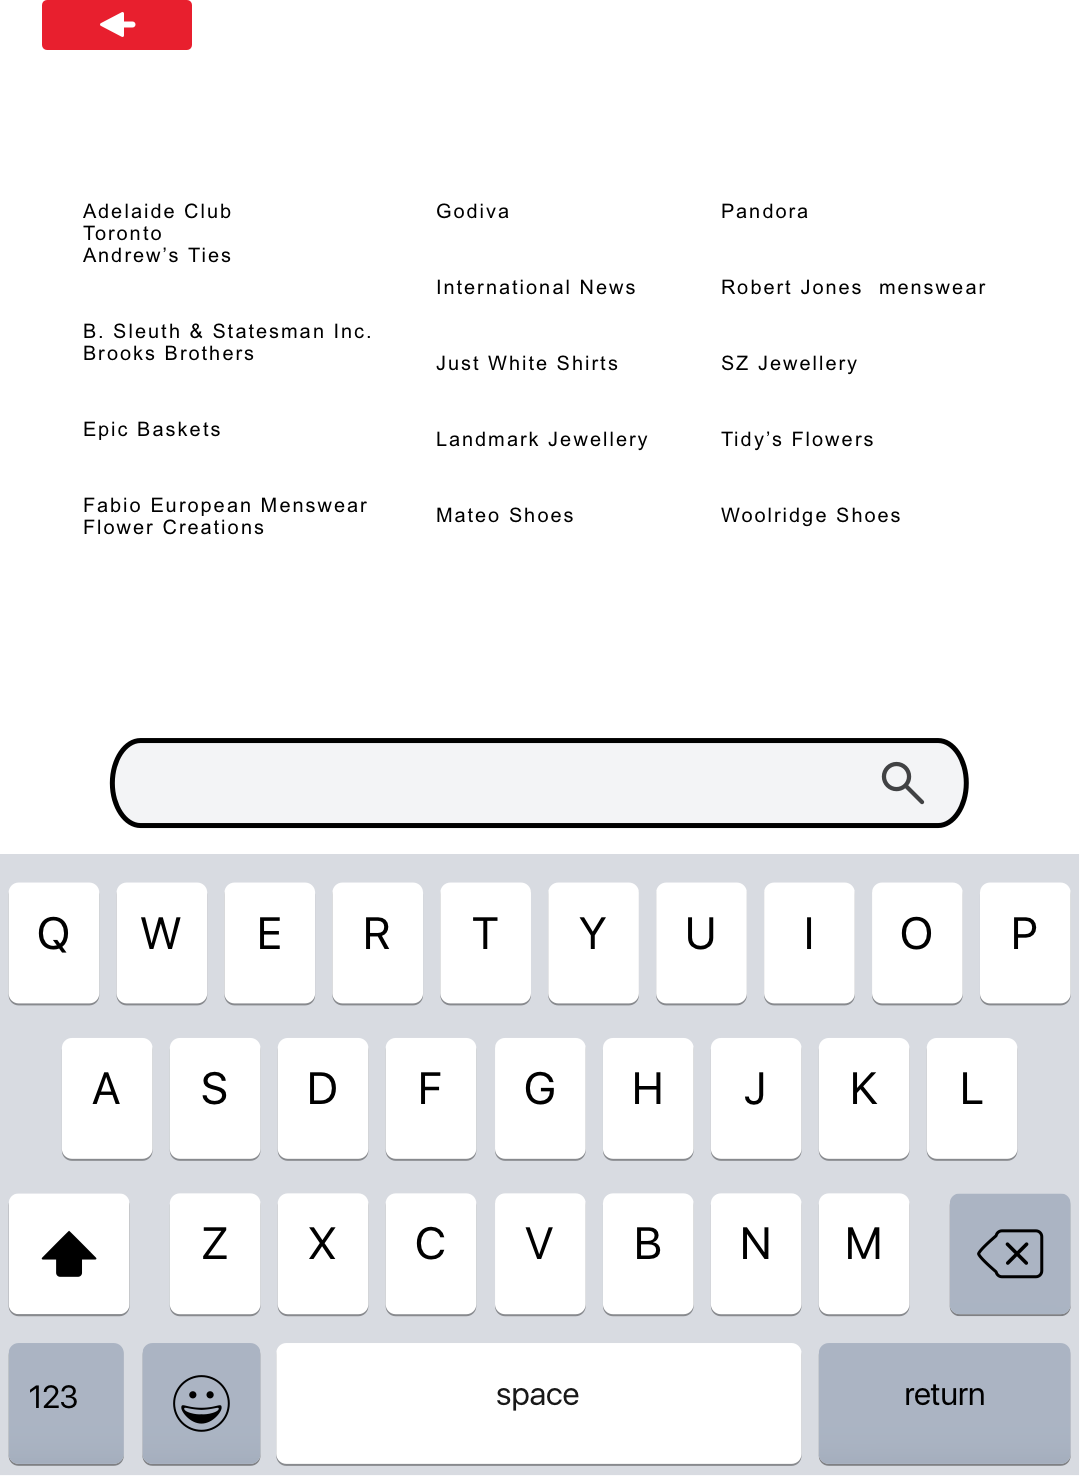 Adelaide Club
Toronto
Andrew’s Ties
B. Sleuth & Statesman Inc.
Brooks Brothers
Epic Baskets
Fabio European Menswear
Flower Creations
Godiva
International News
Just White Shirts
Landmark Jewellery
Mateo Shoes
Pandora
Robert Jones  menswear
SZ Jewellery
Tidy’s Flowers
Woolridge Shoes
Q W E R T Y U I O P
A S D F G H J K L
Z X C V B N M
123 space return